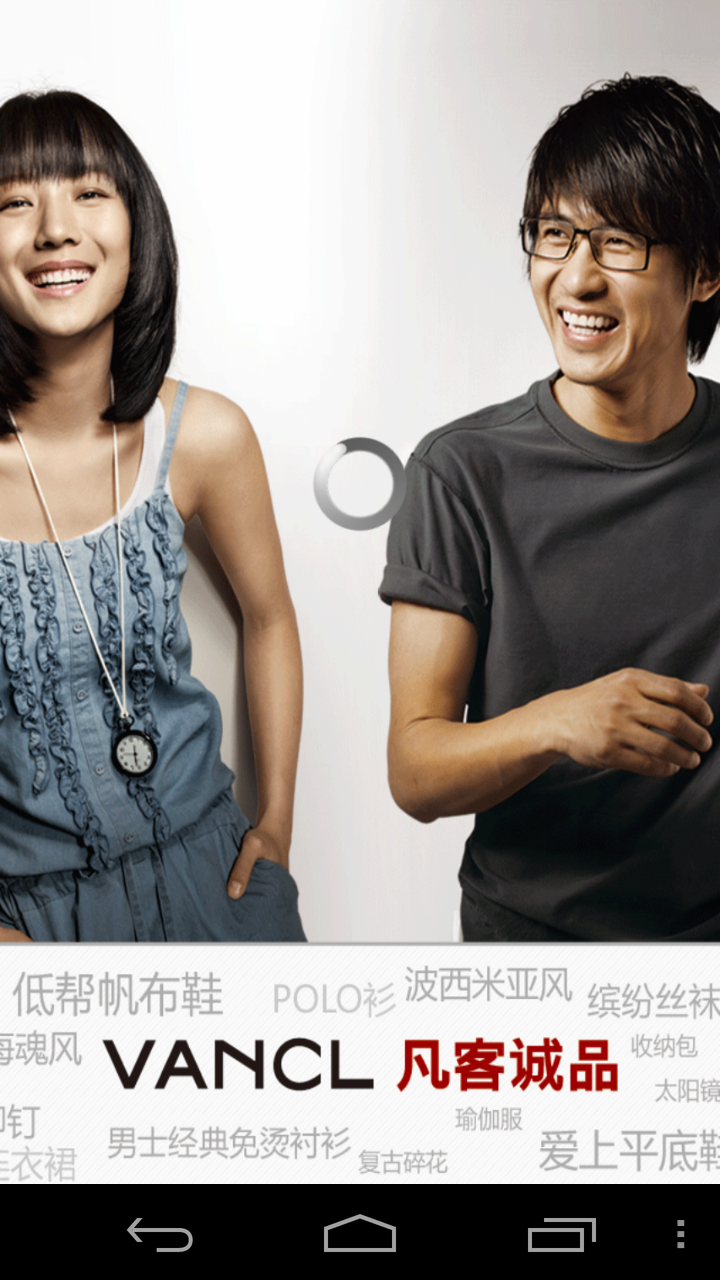 低帮帆布鞋 POLO衫 波西米亚风 缤纷丝袜
海魂风 VANCL 凡客诚品 收纳包
太阳镜
钉 男士经典免烫衬衫 瑜伽服 爱上平底鞋
连衣裙 复古碎花